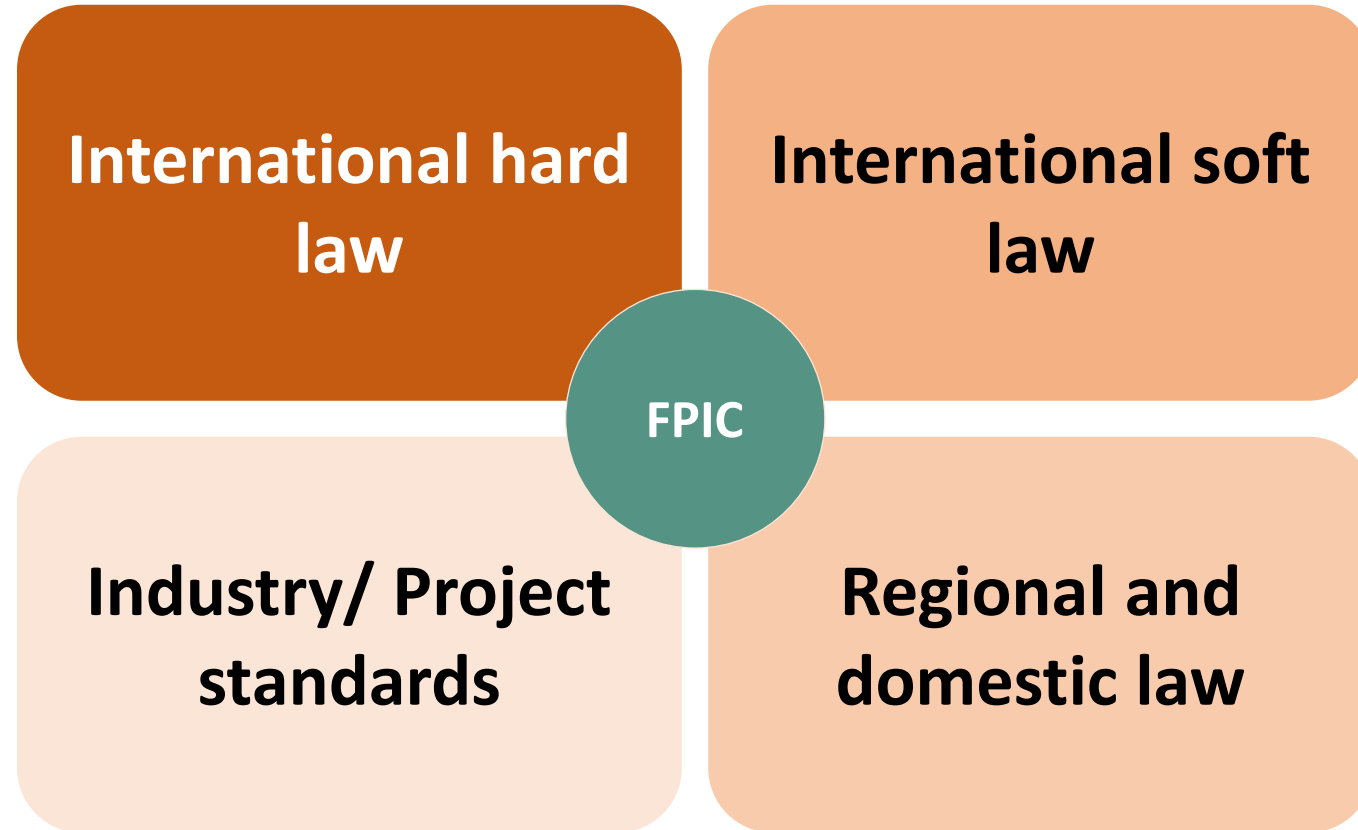 International hard
law
International soft
law
FPIC
Industry/ Project
standards
Regional and
domestic law